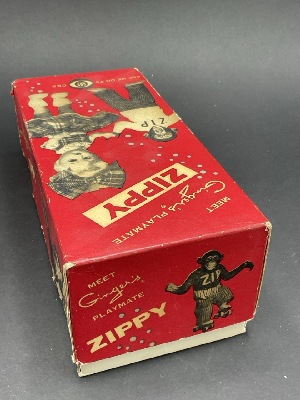 MEET
Ginger's
PLAYMATE
ZIPPY
ZIP
MEET
Ginger's PLAYMATE
ZIPPY
ZIP